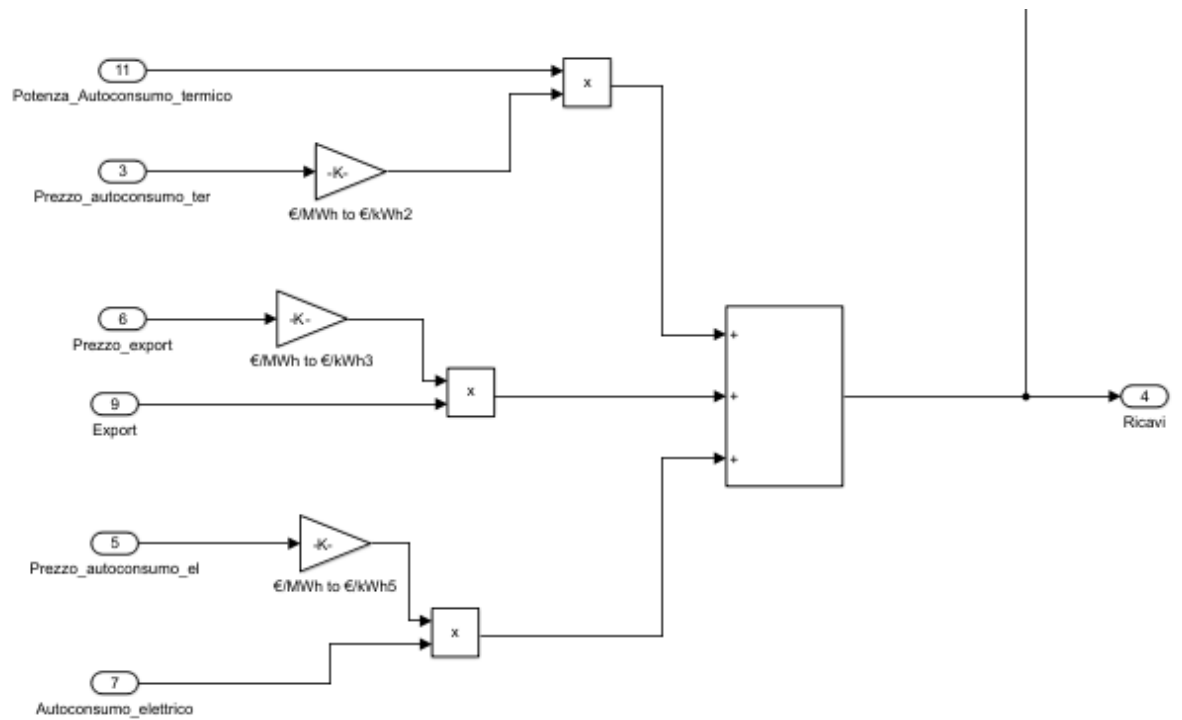 11
x
Potenza_Autoconsumo_termico
3
-K-
Prezzo_autoconsumo_ter
€/MWh to €/kWh2
6
-K-
+
Prezzo_export
€/MWh to €/kWh3
x
9
+
4
Export
Ricavi
+
5
-K-
Prezzo_autoconsumo_el
€/MWh to €/kWh5
x
7
Autoconsumo_elettrico